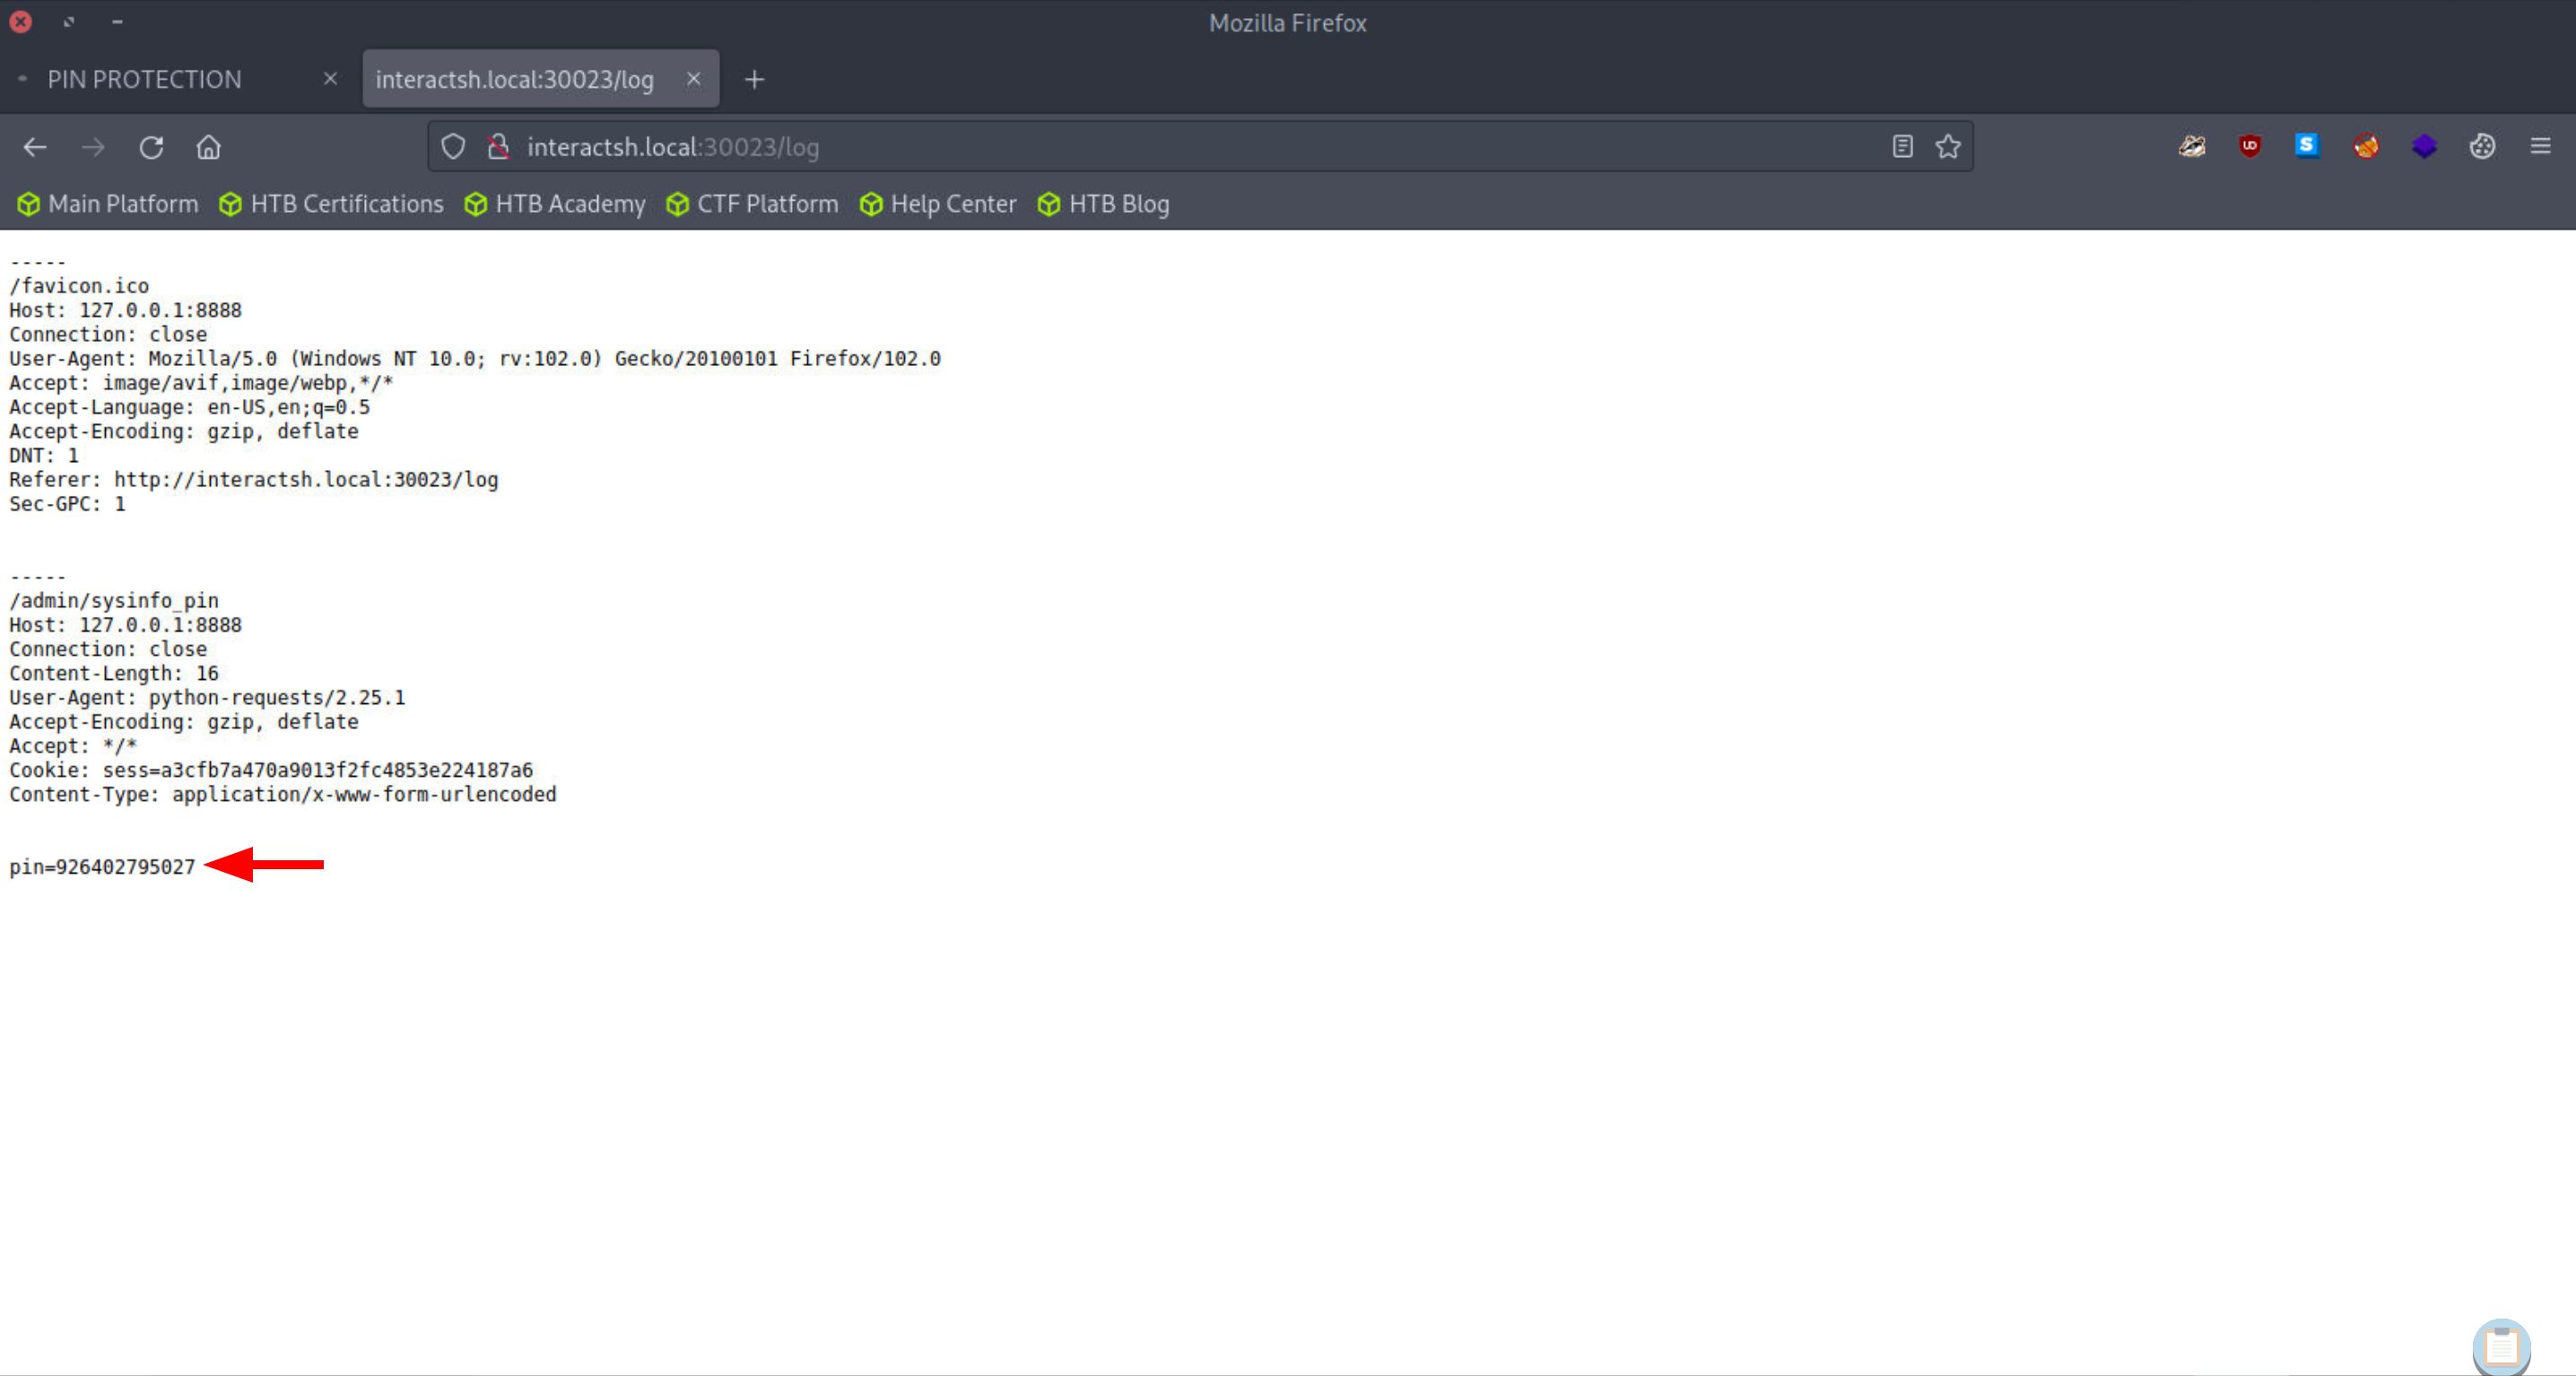 Mozilla Firefox
PIN PROTECTION
interactsh.local:30023/log
interactsh.local:30023/log
Main Platform HTB Certifications HTB Academy CTF Platform Help Center HTB Blog
-----
/favicon.ico
Host: 127.0.0.1:8888
Connection: close
User-Agent: Mozilla/5.0 (Windows NT 10.0; rv:102.0) Gecko/20100101 Firefox/102.0
Accept: image/avif,image/webp,*/*
Accept-Language: en-US,en;q=0.5
Accept-Encoding: gzip, deflate
DNT: 1
Referer: http://interactsh.local:30023/log
Sec-GPC: 1
-----
/admin/sysinfo_pin
Host: 127.0.0.1:8888
Connection: close
Content-Length: 16
User-Agent: python-requests/2.25.1
Accept-Encoding: gzip, deflate
Accept: */*
Cookie: sess=a3cfb7a470a9013f2fc4853e224187a6
Content-Type: application/x-www-form-urlencoded
pin=926402795027